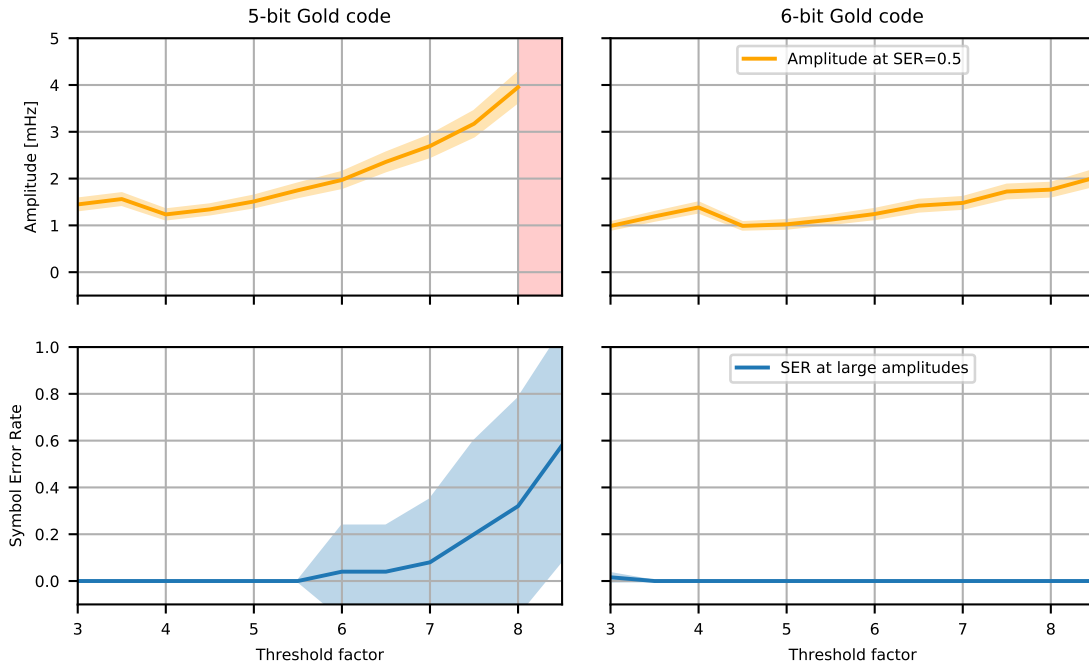 5-bit Gold code
6-bit Gold code
5
4
3
2
1
0
Amplitude [mHz]
Amplitude at SER=0.5
1.0
0.8
0.6
0.4
0.2
0.0
Symbol Error Rate
SER at large amplitudes
3 4 5 6 7 8
3 4 5 6 7 8
Threshold factor
Threshold factor